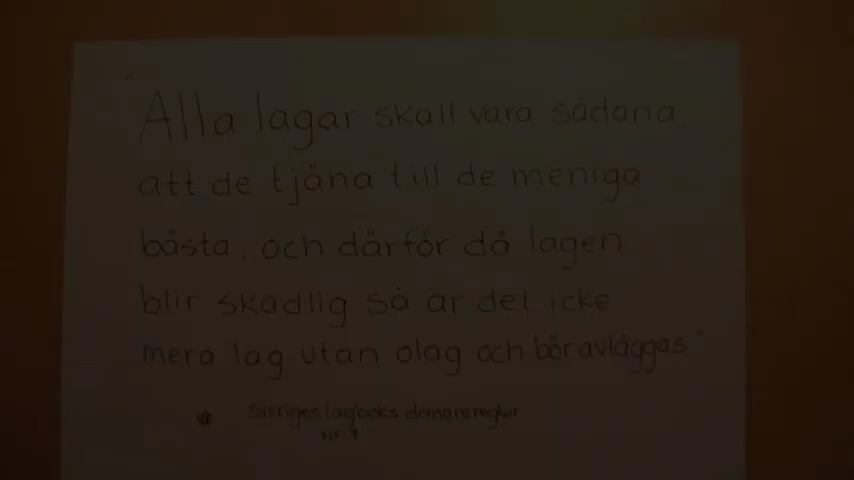 "Alla lagar skall vara sådana,
att de tjäna till de meniga
bästa, och därför då lagen
blir skadlig så är det icke
mera lag utan olag och bör avläggas"
* Sveriges lagboks domareregler
Nr: 7